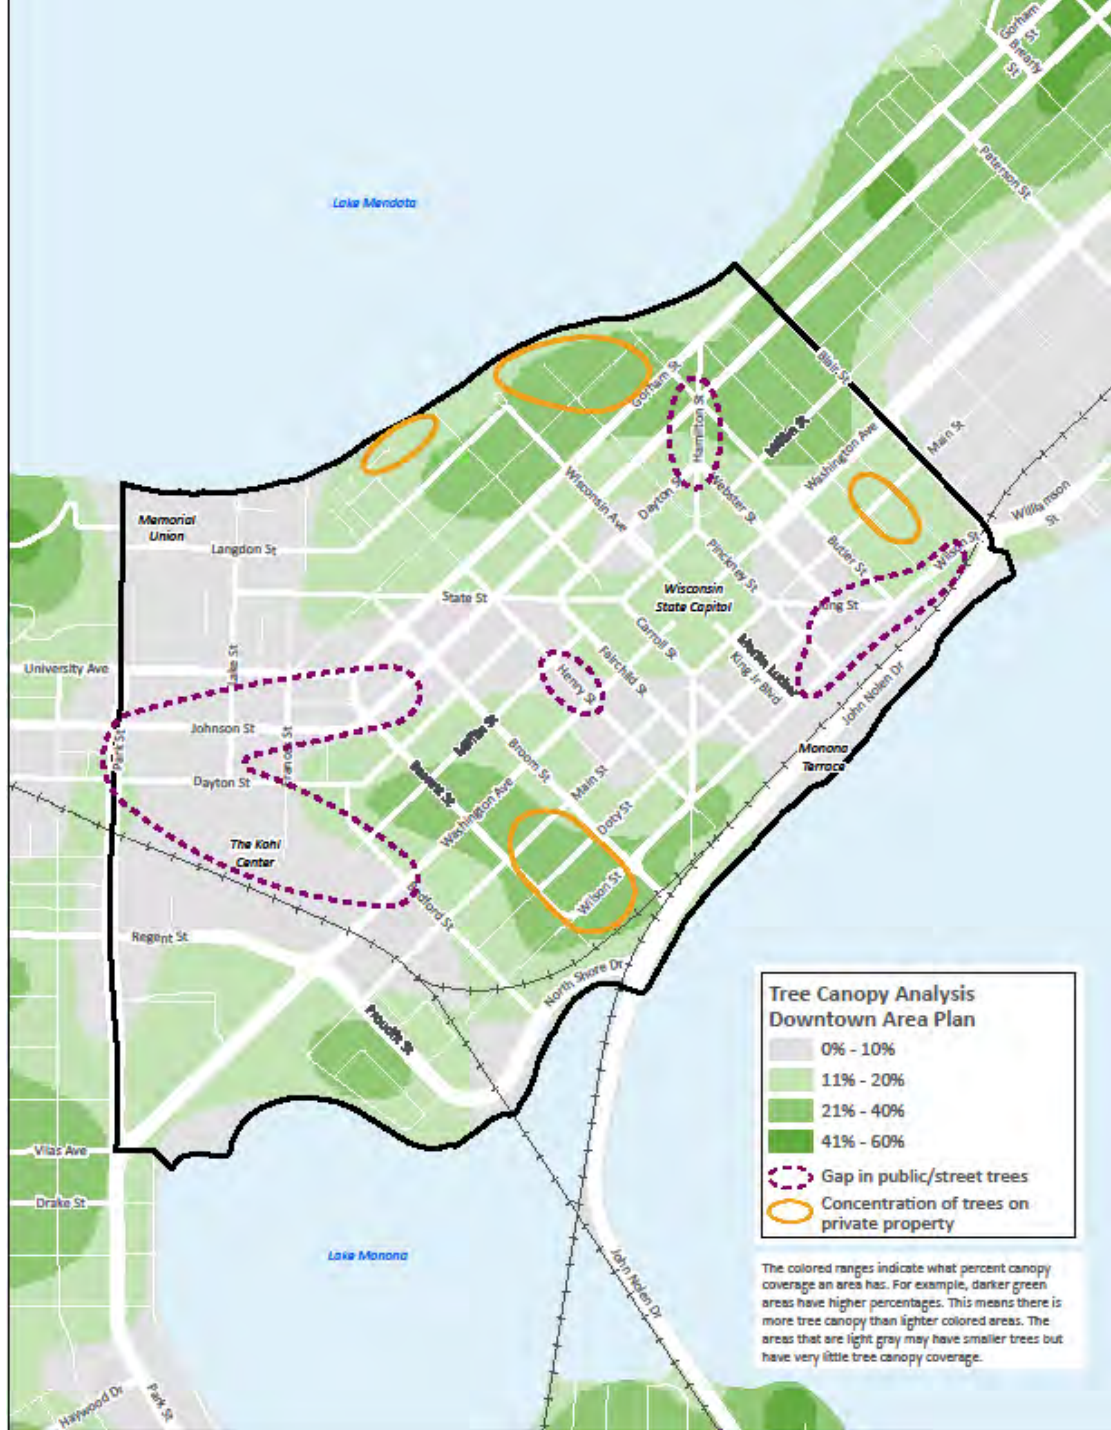 Gorham
St
Brearly
St
Paterson St
Lake Mendota
Blair St
Gorham St
Hamilton St
Mifflin St
Washington Ave
Main St
Williamson
St
Wilson St
Wisconsin Ave
Dayton St
Webster St
Butler St
Pinckney St
Memorial
Union
Langdon St
State St
Wisconsin
State Capitol
King St
Carroll St
Fairchild St
Henry St
Martin Luther
King Jr Blvd
John Nolen Dr
University Ave
Lake St
Johnson St
Park St
Francis St
Dayton St
Mifflin St
Broom St
Bassett St
Washington Ave
Main St
Doty St
Monona
Terrace
The Kohl
Center
Bedford St
Wilson St
Regent St
North Shore Dr
Proudfit St
Vilas Ave
Drake St
Lake Monona
John Nolen Dr
Haywood Dr
Park St
Tree Canopy Analysis
Downtown Area Plan
0% - 10%
11% - 20%
21% - 40%
41% - 60%
Gap in public/street trees
Concentration of trees on
private property
The colored ranges indicate what percent canopy
coverage an area has. For example, darker green
areas have higher percentages. This means there is
more tree canopy than lighter colored areas. The
areas that are light gray may have smaller trees but
have very little tree canopy coverage.